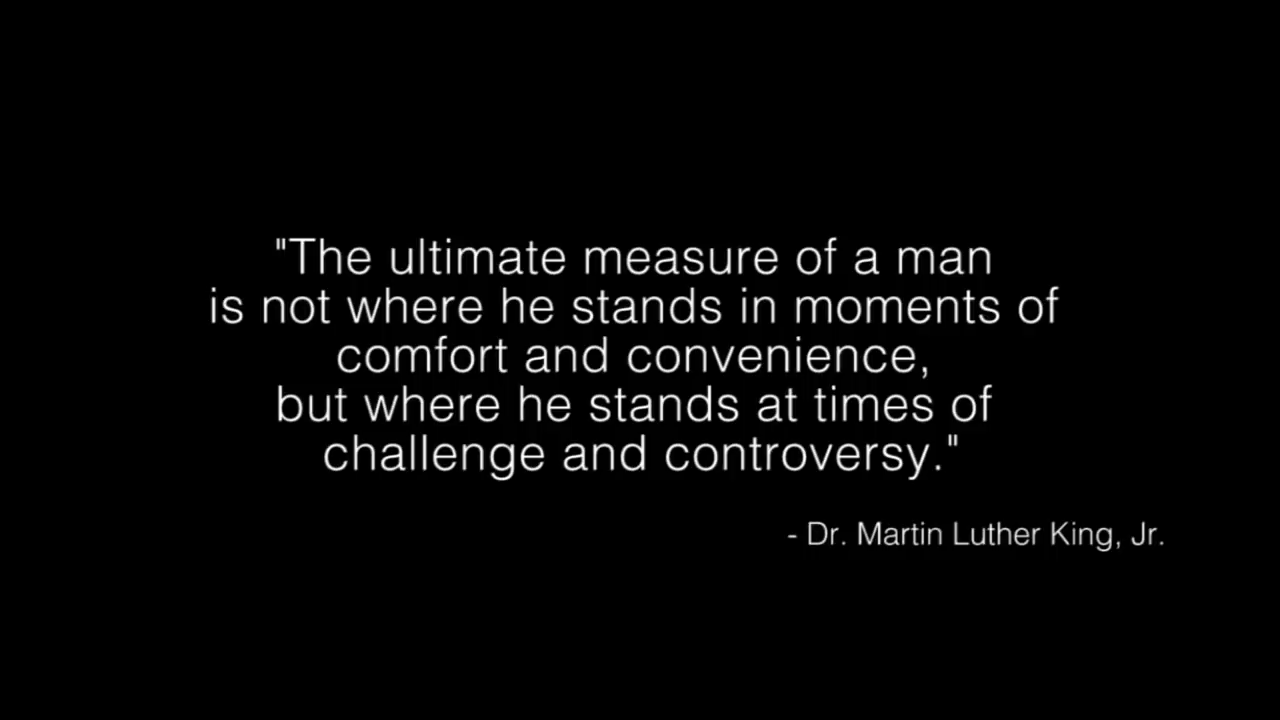 "The ultimate measure of a man
is not where he stands in moments of
comfort and convenience,
but where he stands at times of
challenge and controversy."
- Dr. Martin Luther King, Jr.